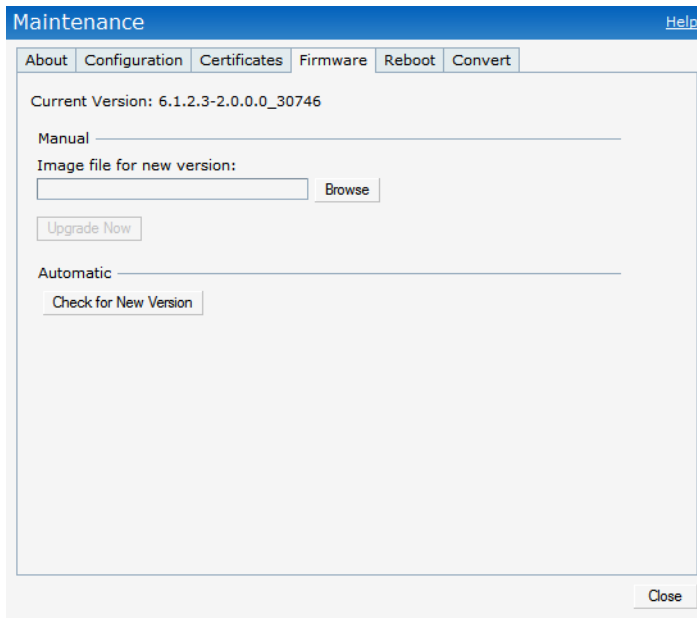 Maintenance
Help
About Configuration Certificates Firmware Reboot Convert
Current Version: 6.1.2.3-2.0.0.0_30746
Manual
Image file for new version:
Browse
Upgrade Now
Automatic
Check for New Version
Close